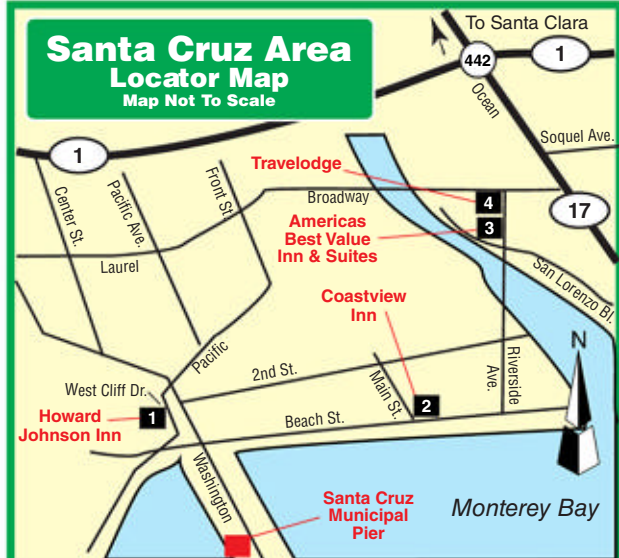 Santa Cruz Area
Locator Map
Map Not To Scale
To Santa Clara
442
1
Ocean
Soquel Ave.
1
Travelodge
Broadway
4
17
Americas
Best Value
Inn & Suites
3
Center St.
Pacific Ave.
Front St.
Laurel
San Lorenzo Bl.
Coastview
Inn
N
Pacific
2nd St.
Main St.
Riverside
Ave.
West Cliff Dr.
Howard
Johnson Inn
1
2
Beach St.
Washington
Santa Cruz
Municipal
Pier
Monterey Bay